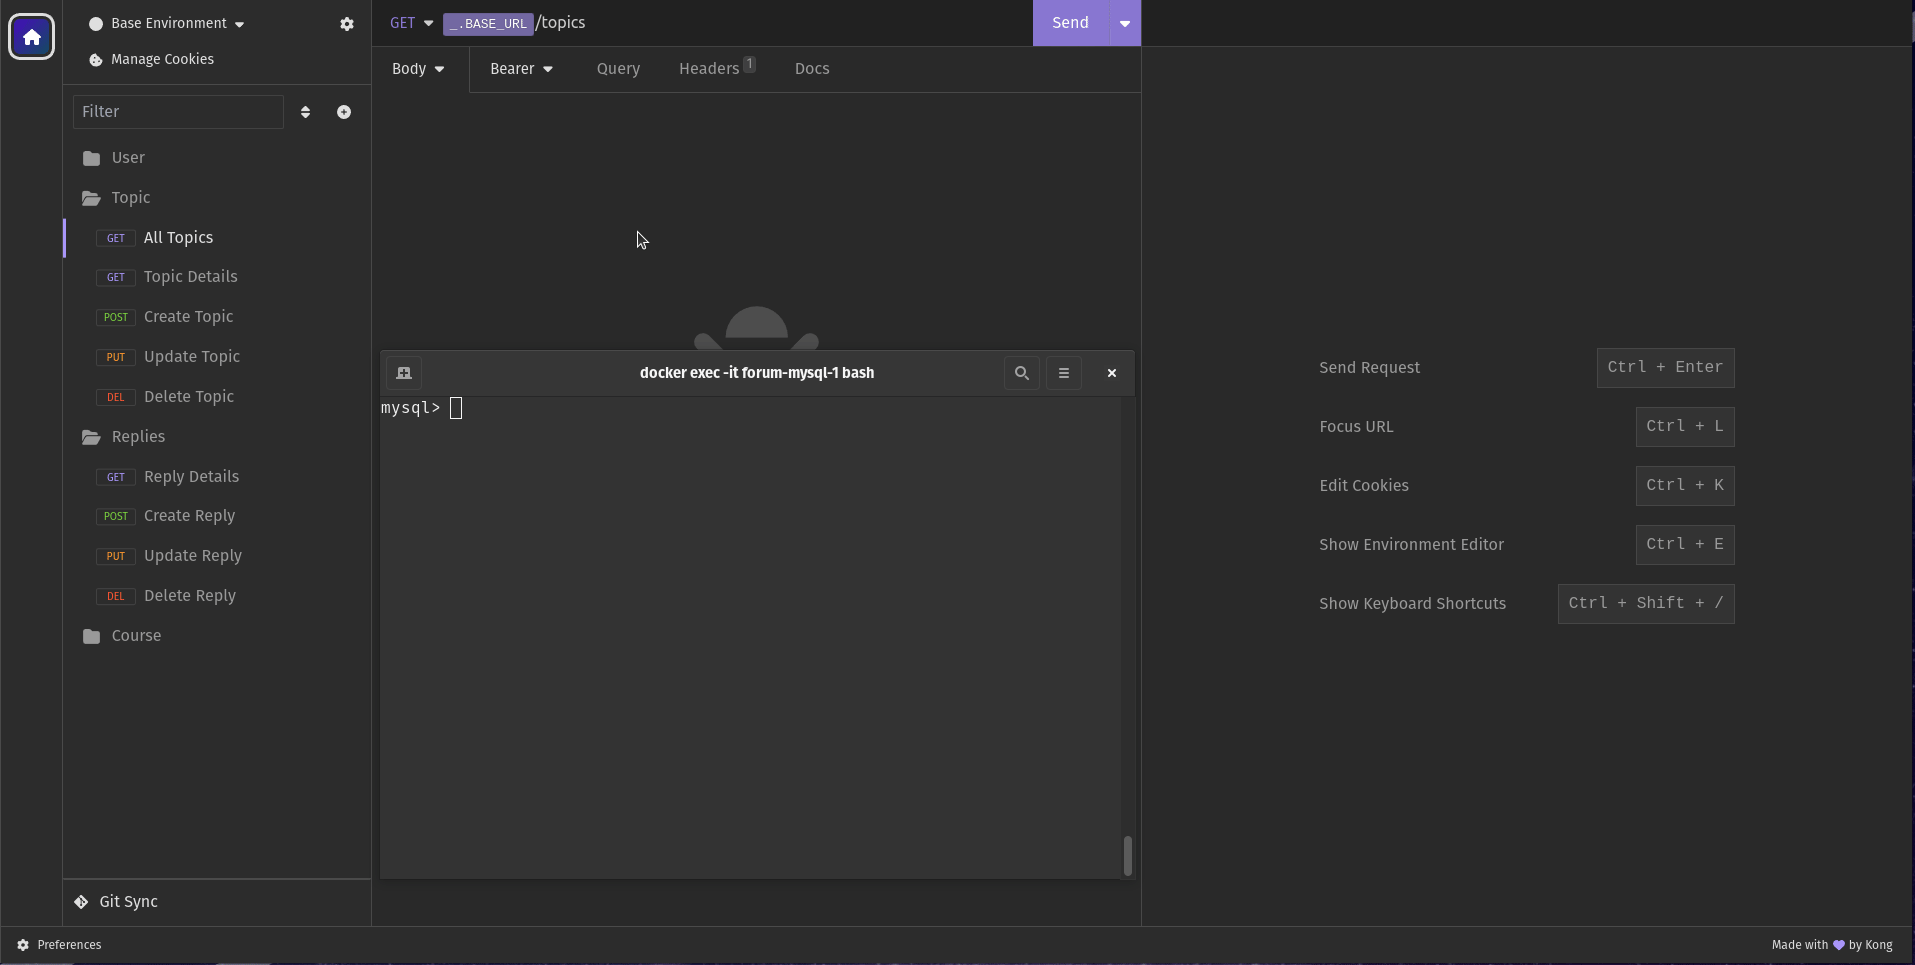 Base Environment
Manage Cookies
Filter
User
Topic
GET All Topics
GET Topic Details
POST Create Topic
PUT Update Topic
DEL Delete Topic
Replies
GET Reply Details
POST Create Reply
PUT Update Reply
DEL Delete Reply
Course
Git Sync
Preferences
GET _.BASE_URL/topics
Send
Body Bearer Query Headers 1 Docs
docker exec -it forum-mysql-1 bash
mysql>
Send Request Ctrl + Enter
Focus URL Ctrl + L
Edit Cookies Ctrl + K
Show Environment Editor Ctrl + E
Show Keyboard Shortcuts Ctrl + Shift + /
Made with by Kong